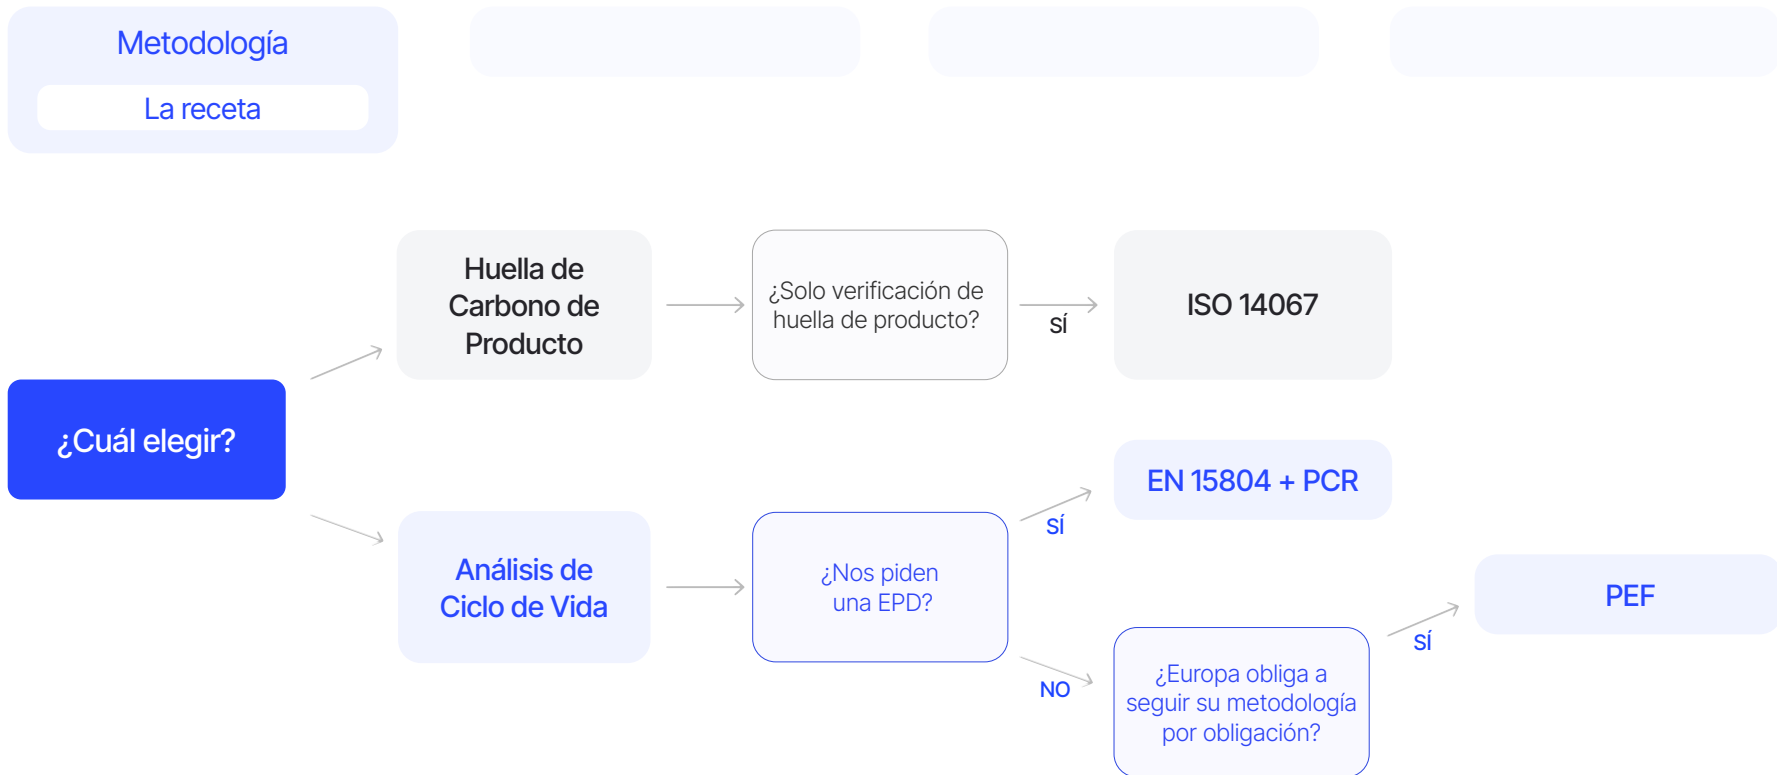 Metodología
La receta
Huella de
Carbono de
Producto
¿Solo verificación de
huella de producto?
SÍ
ISO 14067
¿Cuál elegir?
Análisis de
Ciclo de Vida
¿Nos piden
una EPD?
SÍ
EN 15804 + PCR
NO
¿Europa obliga a
seguir su metodología
por obligación?
SÍ
PEF